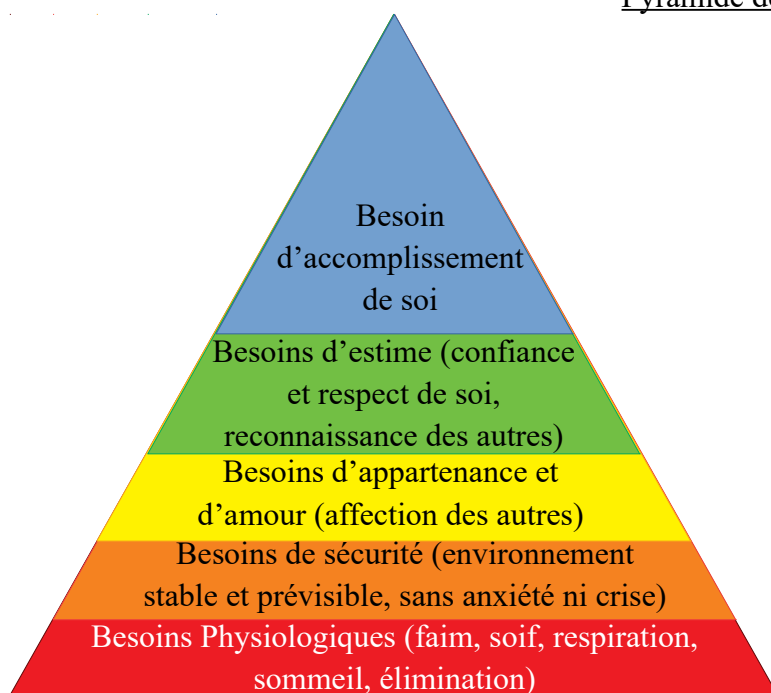 Pyramide de
Besoin
d’accomplissement
de soi
Besoins d’estime (confiance
et respect de soi,
reconnaissance des autres)
Besoins d’appartenance et
d’amour (affection des autres)
Besoins de sécurité (environnement
stable et prévisible, sans anxiété ni crise)
Besoins Physiologiques (faim, soif, respiration,
sommeil, élimination)